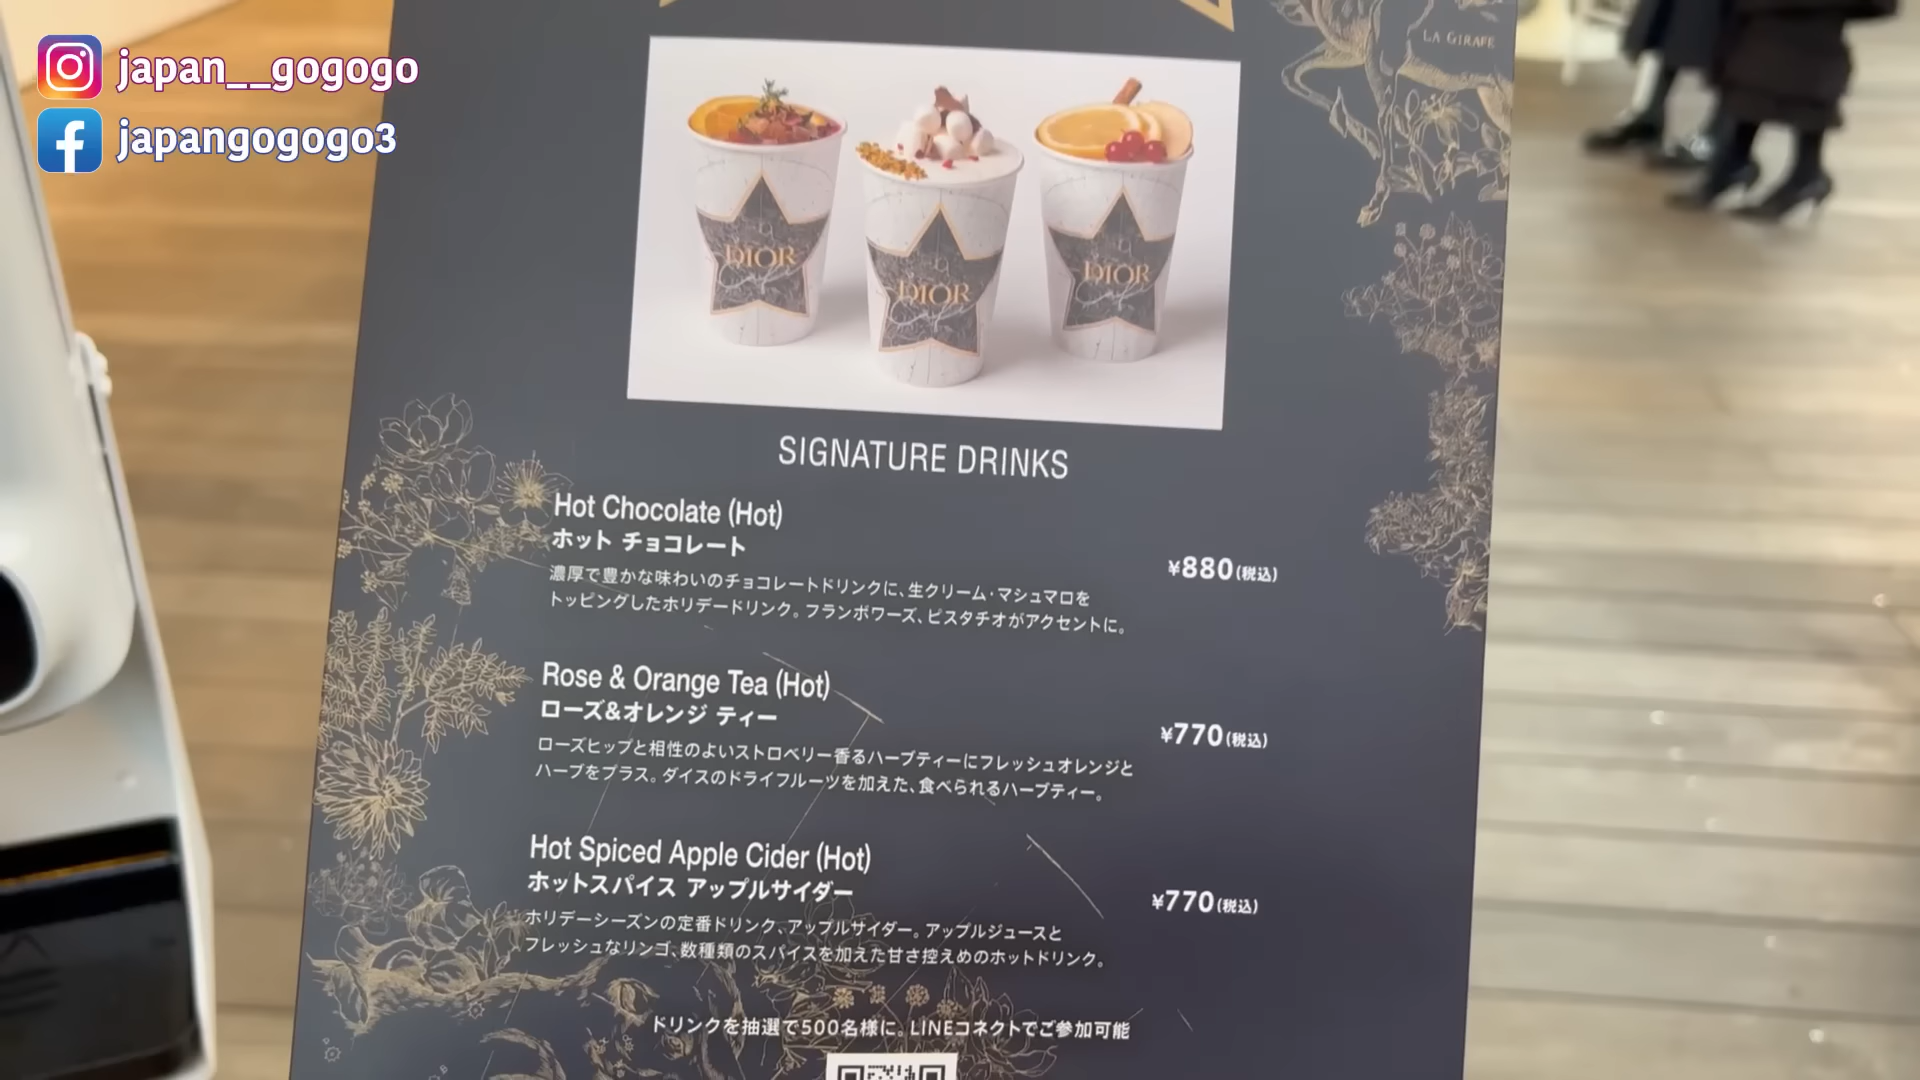 japan__gogogo
japangogogo3
LA GIRAFE
DIOR
DIOR
DIOR
SIGNATURE DRINKS
Hot Chocolate (Hot)
ホット チョコレート
¥880(税込)
濃厚で豊かな味わいのチョコレートドリンクに、生クリーム・マシュマロを
トッピングしたホリデードリンク。フランボワーズ、ピスタチオがアクセントに。
Rose & Orange Tea (Hot)
ローズ&オレンジ ティー
¥770(税込)
ローズヒップと相性のよいストロベリー香るハーブティーにフレッシュオレンジと
ハーブをプラス。ダイスのドライフルーツを加えた、食べられるハーブティー。
Hot Spiced Apple Cider (Hot)
ホットスパイス アップルサイダー
¥770(税込)
ホリデーシーズンの定番ドリンク、アップルサイダー。アップルジュースと
フレッシュなリンゴ、数種類のスパイスを加えた甘さ控えめのホットドリンク。
ドリンクを抽選で500名様に。LINEコネクトでご参加可能